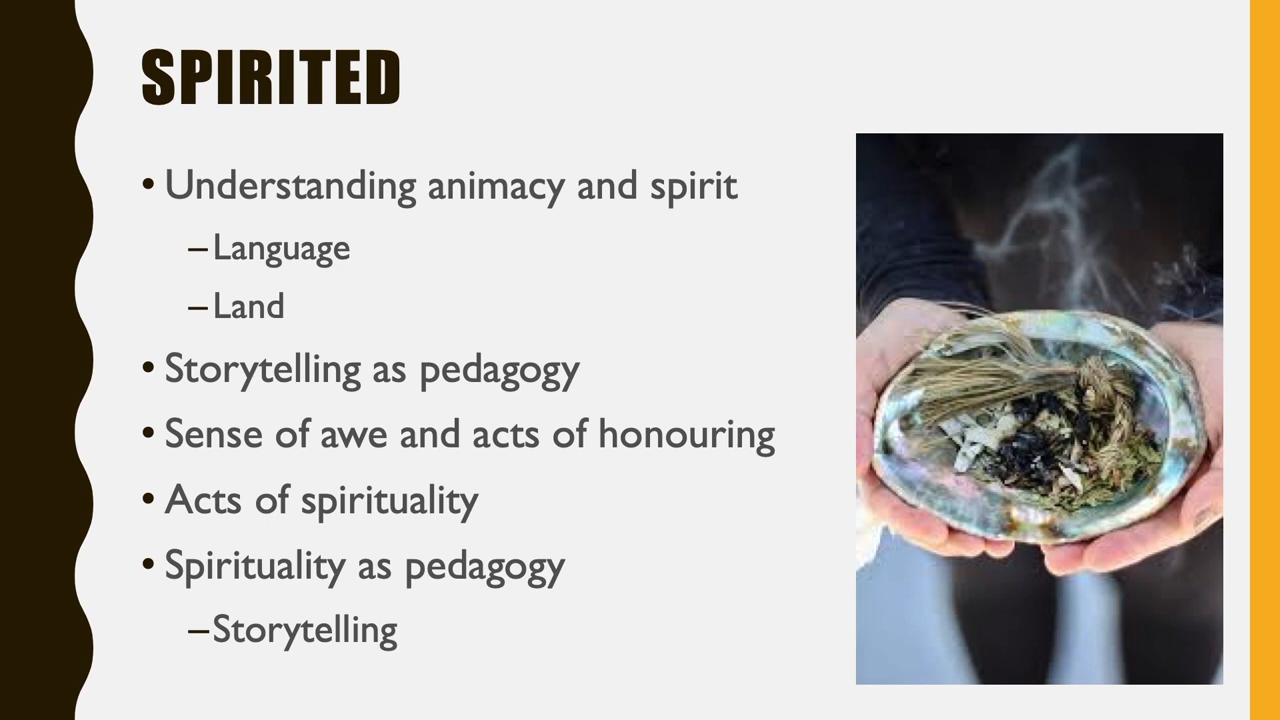 SPIRITED
• Understanding animacy and spirit
–Language
–Land
• Storytelling as pedagogy
• Sense of awe and acts of honouring
• Acts of spirituality
• Spirituality as pedagogy
–Storytelling